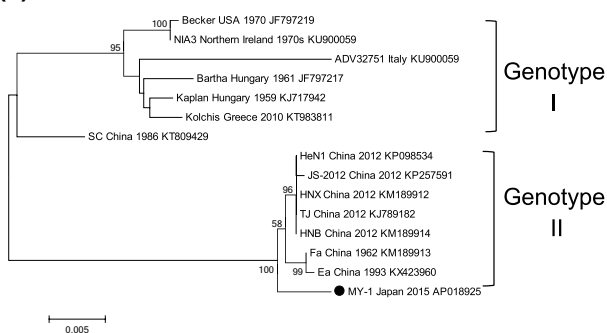 100
Becker USA 1970 JF797219
NIA3 Northern Ireland 1970s KU900059
95
ADV32751 Italy KU900059
Bartha Hungary 1961 JF797217
Kaplan Hungary 1959 KJ717942
Kolchis Greece 2010 KT983811
SC China 1986 KT809429
Genotype
I
HeN1 China 2012 KP098534
JS-2012 China 2012 KP257591
96
HNX China 2012 KM189912
TJ China 2012 KJ789182
58
HNB China 2012 KM189914
Fa China 1962 KM189913
100
99
Ea China 1993 KX423960
MY-1 Japan 2015 AP018925
Genotype
II
0.005